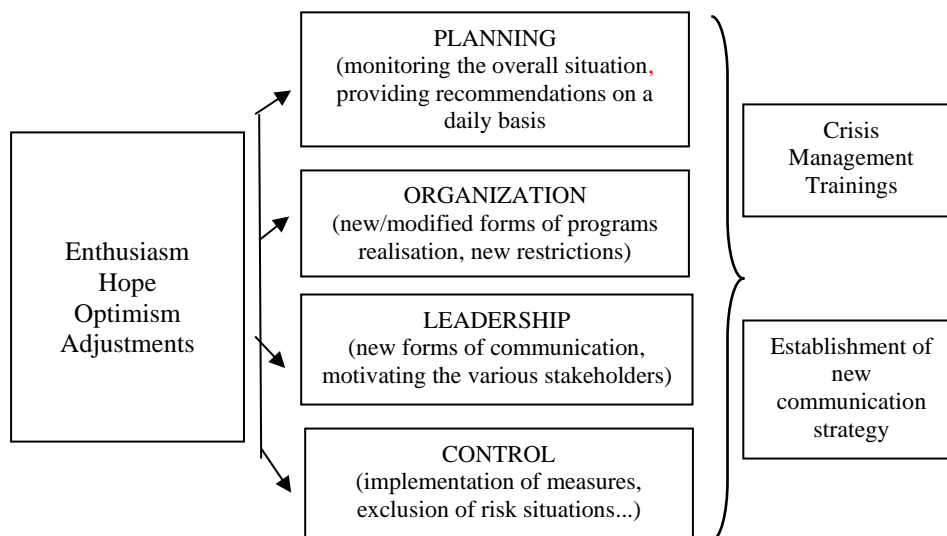 Enthusiasm
Hope
Optimism
Adjustments
PLANNING
(monitoring the overall situation,
providing recommendations on a
daily basis
ORGANIZATION
(new/modified forms of programs
realisation, new restrictions)
LEADERSHIP
(new forms of communication,
motivating the various stakeholders)
CONTROL
(implementation of measures,
exclusion of risk situations...)
Crisis
Management
Trainings
Establishment of
new
communication
strategy